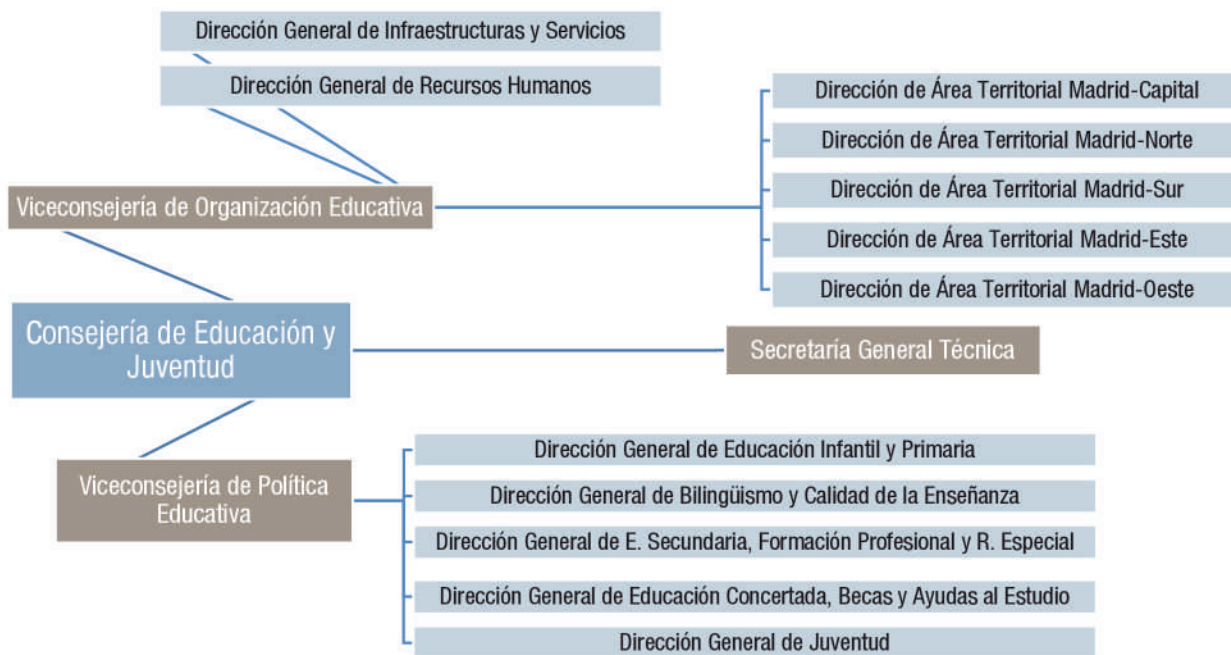 Dirección General de Infraestructuras y Servicios
Dirección General de Recursos Humanos
Dirección de Área Territorial Madrid-Capital
Dirección de Área Territorial Madrid-Norte
Viceconsejería de Organización Educativa
Dirección de Área Territorial Madrid-Sur
Dirección de Área Territorial Madrid-Este
Dirección de Área Territorial Madrid-Oeste
Consejería de Educación y
Juventud
Secretaría General Técnica
Viceconsejería de Política
Educativa
Dirección General de Educación Infantil y Primaria
Dirección General de Bilingüismo y Calidad de la Enseñanza
Dirección General de E. Secundaria, Formación Profesional y R. Especial
Dirección General de Educación Concertada, Becas y Ayudas al Estudio
Dirección General de Juventud